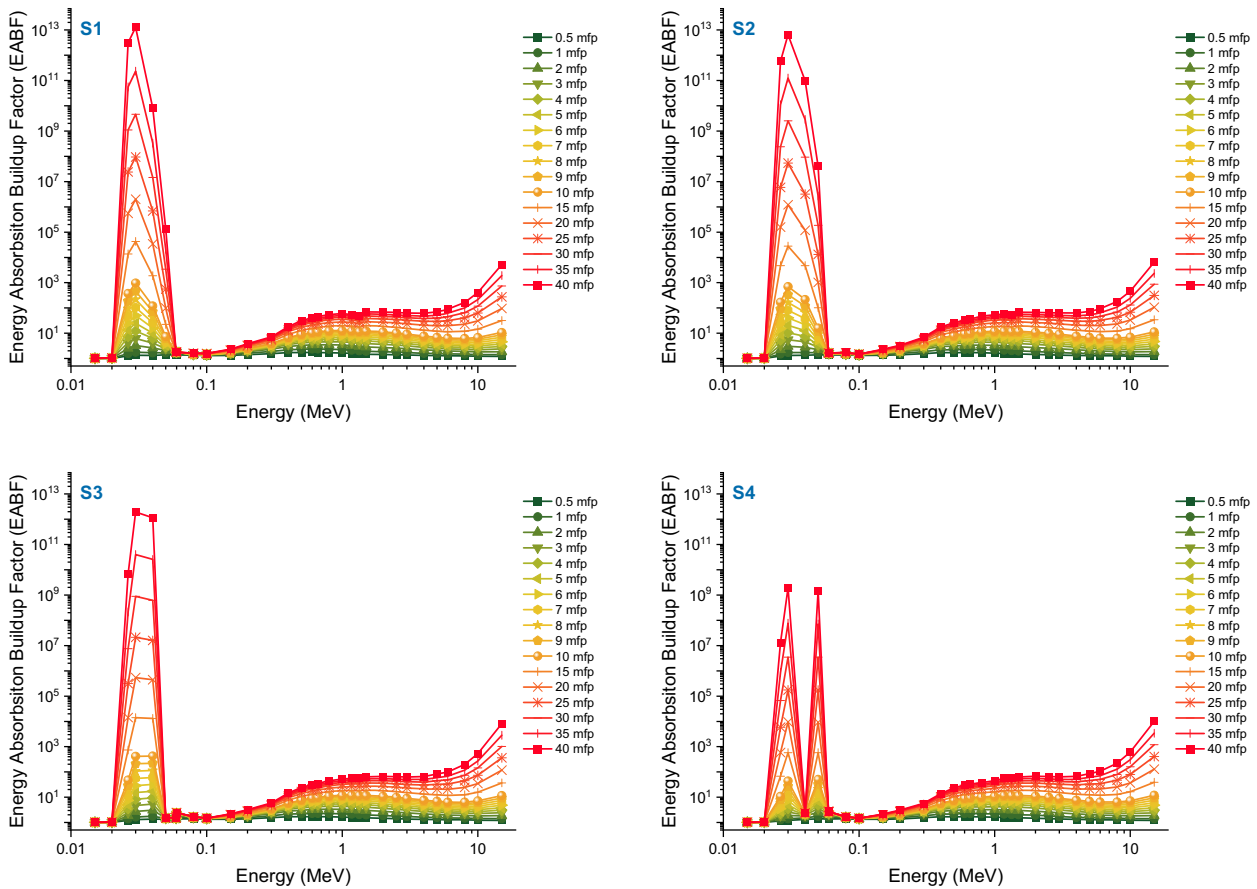 S1
Energy Absorbsiton Buildup Factor (EABF)
10^13
10^11
10^9
10^7
10^5
10^3
10^1
0.01 0.1 1 10
Energy (MeV)
0.5 mfp
1 mfp
2 mfp
3 mfp
4 mfp
5 mfp
6 mfp
7 mfp
8 mfp
9 mfp
10 mfp
15 mfp
20 mfp
25 mfp
30 mfp
35 mfp
40 mfp
S2
Energy Absorbsiton Buildup Factor (EABF)
10^13
10^11
10^9
10^7
10^5
10^3
10^1
0.01 0.1 1 10
Energy (MeV)
0.5 mfp
1 mfp
2 mfp
3 mfp
4 mfp
5 mfp
6 mfp
7 mfp
8 mfp
9 mfp
10 mfp
15 mfp
20 mfp
25 mfp
30 mfp
35 mfp
40 mfp
S3
Energy Absorbsiton Buildup Factor (EABF)
10^13
10^11
10^9
10^7
10^5
10^3
10^1
0.01 0.1 1 10
Energy (MeV)
0.5 mfp
1 mfp
2 mfp
3 mfp
4 mfp
5 mfp
6 mfp
7 mfp
8 mfp
9 mfp
10 mfp
15 mfp
20 mfp
25 mfp
30 mfp
35 mfp
40 mfp
S4
Energy Absorbsiton Buildup Factor (EABF)
10^13
10^11
10^9
10^7
10^5
10^3
10^1
0.01 0.1 1 10
Energy (MeV)
0.5 mfp
1 mfp
2 mfp
3 mfp
4 mfp
5 mfp
6 mfp
7 mfp
8 mfp
9 mfp
10 mfp
15 mfp
20 mfp
25 mfp
30 mfp
35 mfp
40 mfp